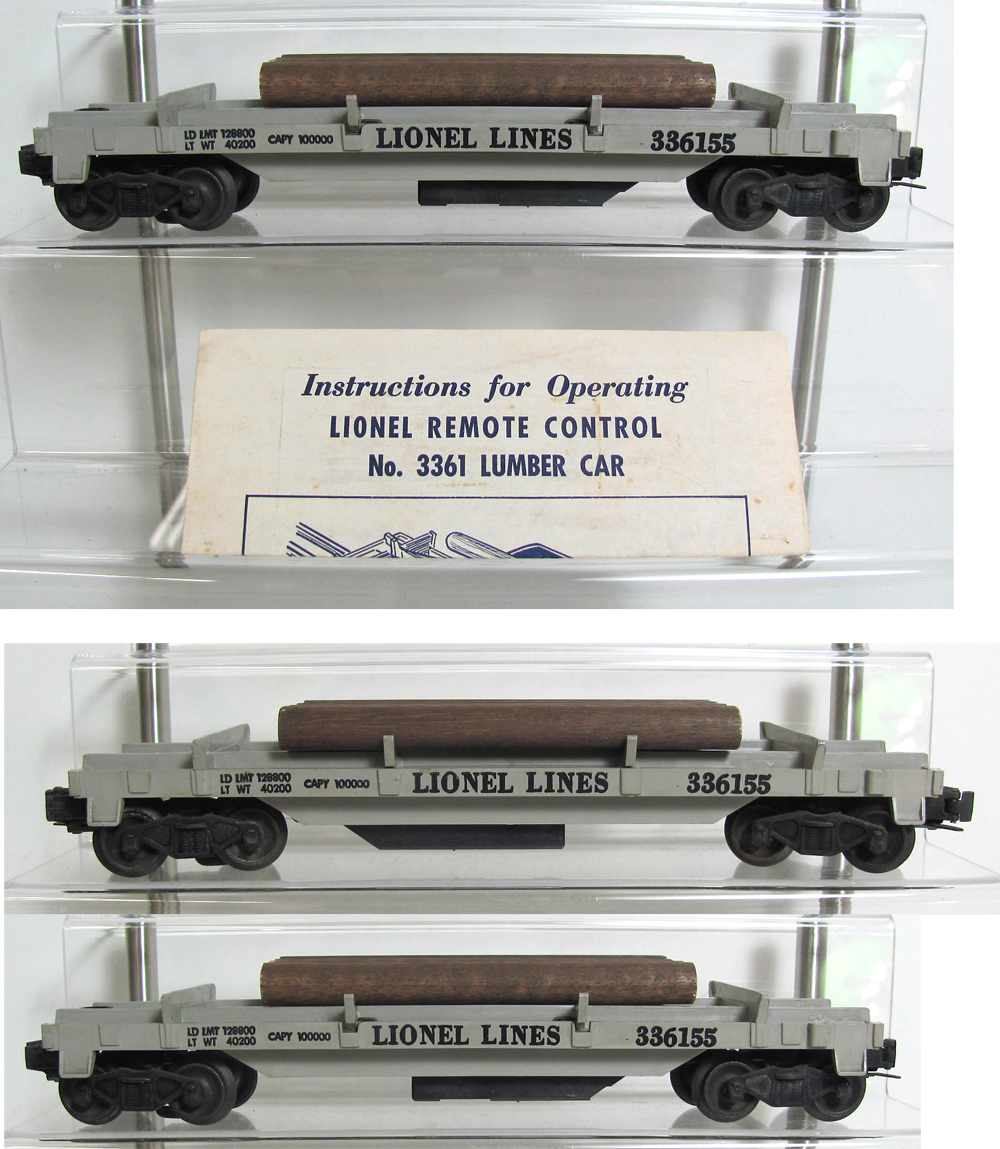 LD LMT 128800
LT WT 40200
CAPY 100000
LIONEL LINES
336155
Instructions for Operating
LIONEL REMOTE CONTROL
No. 3361 LUMBER CAR
LD LMT 128800
LT WT 40200
CAPY 100000
LIONEL LINES
336155
LD LMT 128800
LT WT 40200
CAPY 100000
LIONEL LINES
336155